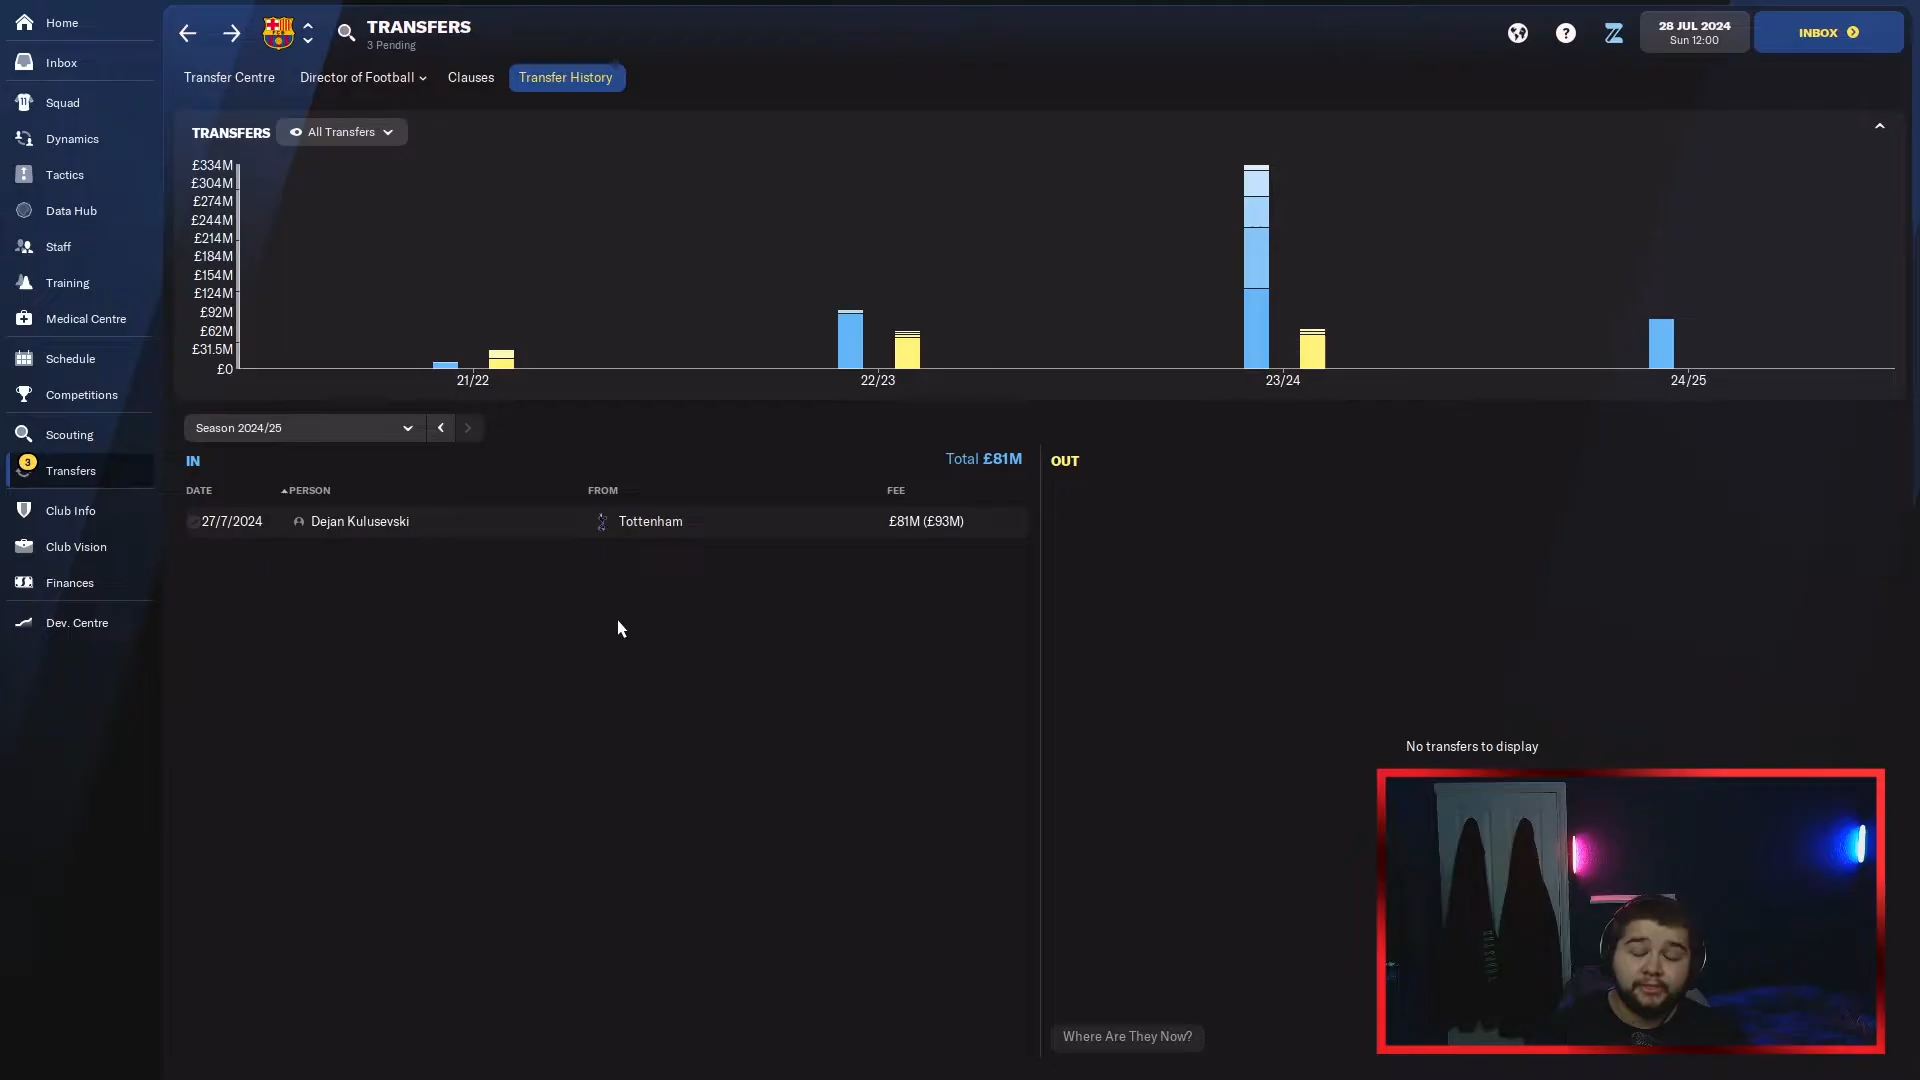 Home
Inbox
Squad
Dynamics
Tactics
Data Hub
Staff
Training
Medical Centre
Schedule
Competitions
Scouting
3
Transfers
Club Info
Club Vision
Finances
Dev. Centre
TRANSFERS
3 Pending
?
28 JUL 2024
Sun 12:00
INBOX
Transfer Centre Director of Football Clauses Transfer History
TRANSFERS All Transfers
£334M
£304M
£274M
£244M
£214M
£184M
£154M
£124M
£92M
£62M
£31.5M
£0
21/22 22/23 23/24 24/25
Season 2024/25
IN Total £81M
DATE PERSON FROM FEE
27/7/2024 Dejan Kulusevski Tottenham £81M (£93M)
OUT
No transfers to display
Where Are They Now?